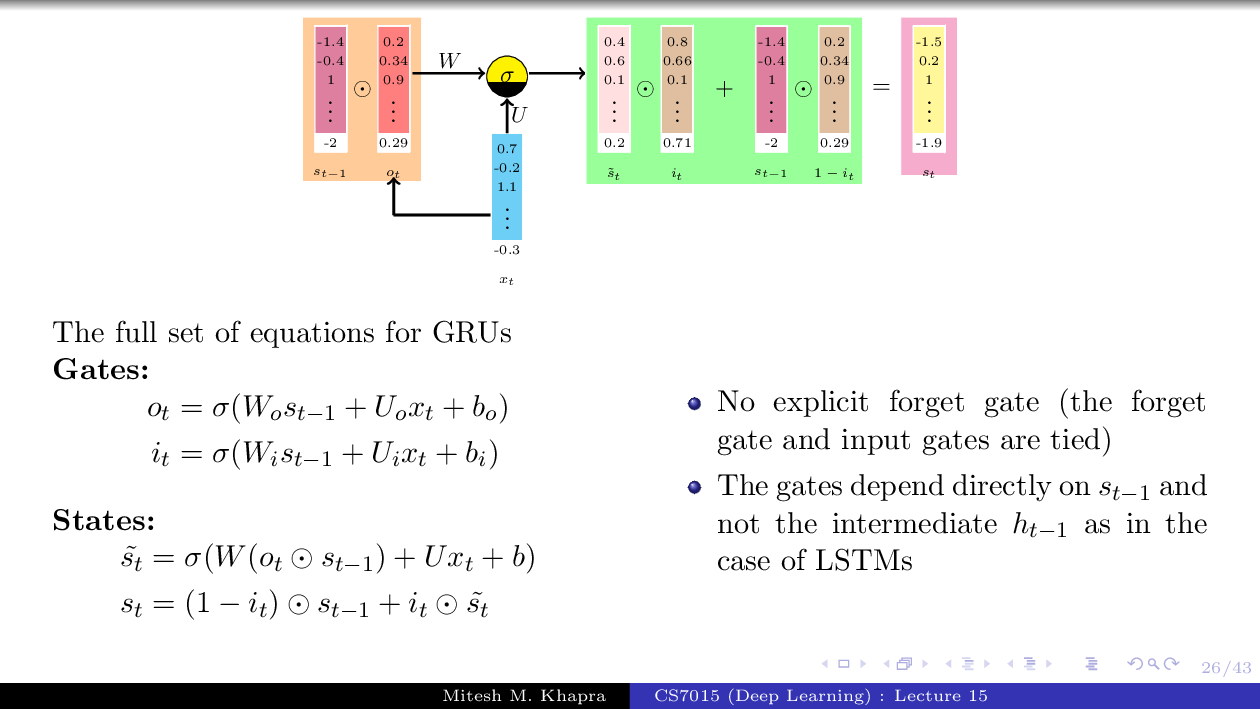 -1.4 0.2 0.4 0.8 -1.4 0.2 -1.5
-0.4 0.34 W σ 0.6 0.66 -0.4 0.34 0.2
1 ⊙ 0.9 0.1 ⊙ 0.1 + 1 ⊙ 0.9 = 1
⋮ ⋮ U ⋮ ⋮ ⋮ ⋮ ⋮
-2 0.29 0.2 0.71 -2 0.29 -1.9
s_{t−1} o_t s̃_t i_t s_{t−1} 1 − i_t s_t
0.7
-0.2
1.1
⋮
-0.3
x_t
The full set of equations for GRUs
Gates:
o_t = σ(W_o s_{t−1} + U_o x_t + b_o)
i_t = σ(W_i s_{t−1} + U_i x_t + b_i)
States:
s̃_t = σ(W(o_t ⊙ s_{t−1}) + Ux_t + b)
s_t = (1 − i_t) ⊙ s_{t−1} + i_t ⊙ s̃_t
No explicit forget gate (the forget
gate and input gates are tied)
The gates depend directly on s_{t−1} and
not the intermediate h_{t−1} as in the
case of LSTMs
26/43
Mitesh M. Khapra CS7015 (Deep Learning) : Lecture 15